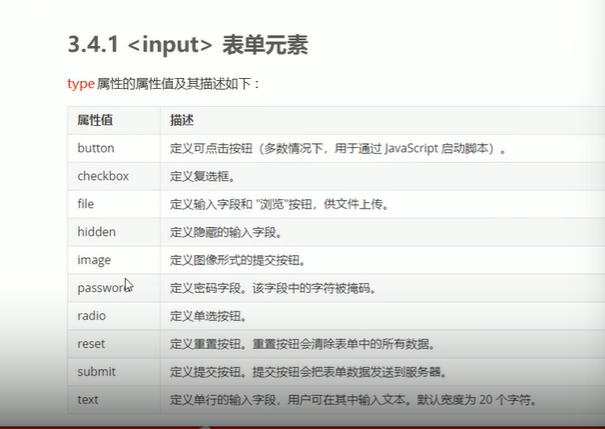 3.4.1 <input> 表单元素
type 属性的属性值及其描述如下：
属性值 描述
button 定义可点击按钮（多数情况下，用于通过 JavaScript 启动脚本）。
checkbox 定义复选框。
file 定义输入字段和 "浏览"按钮，供文件上传。
hidden 定义隐藏的输入字段。
image 定义图像形式的提交按钮。
password 定义密码字段。该字段中的字符被掩码。
radio 定义单选按钮。
reset 定义重置按钮。重置按钮会清除表单中的所有数据。
submit 定义提交按钮。提交按钮会把表单数据发送到服务器。
text 定义单行的输入字段，用户可在其中输入文本。默认宽度为 20 个字符。